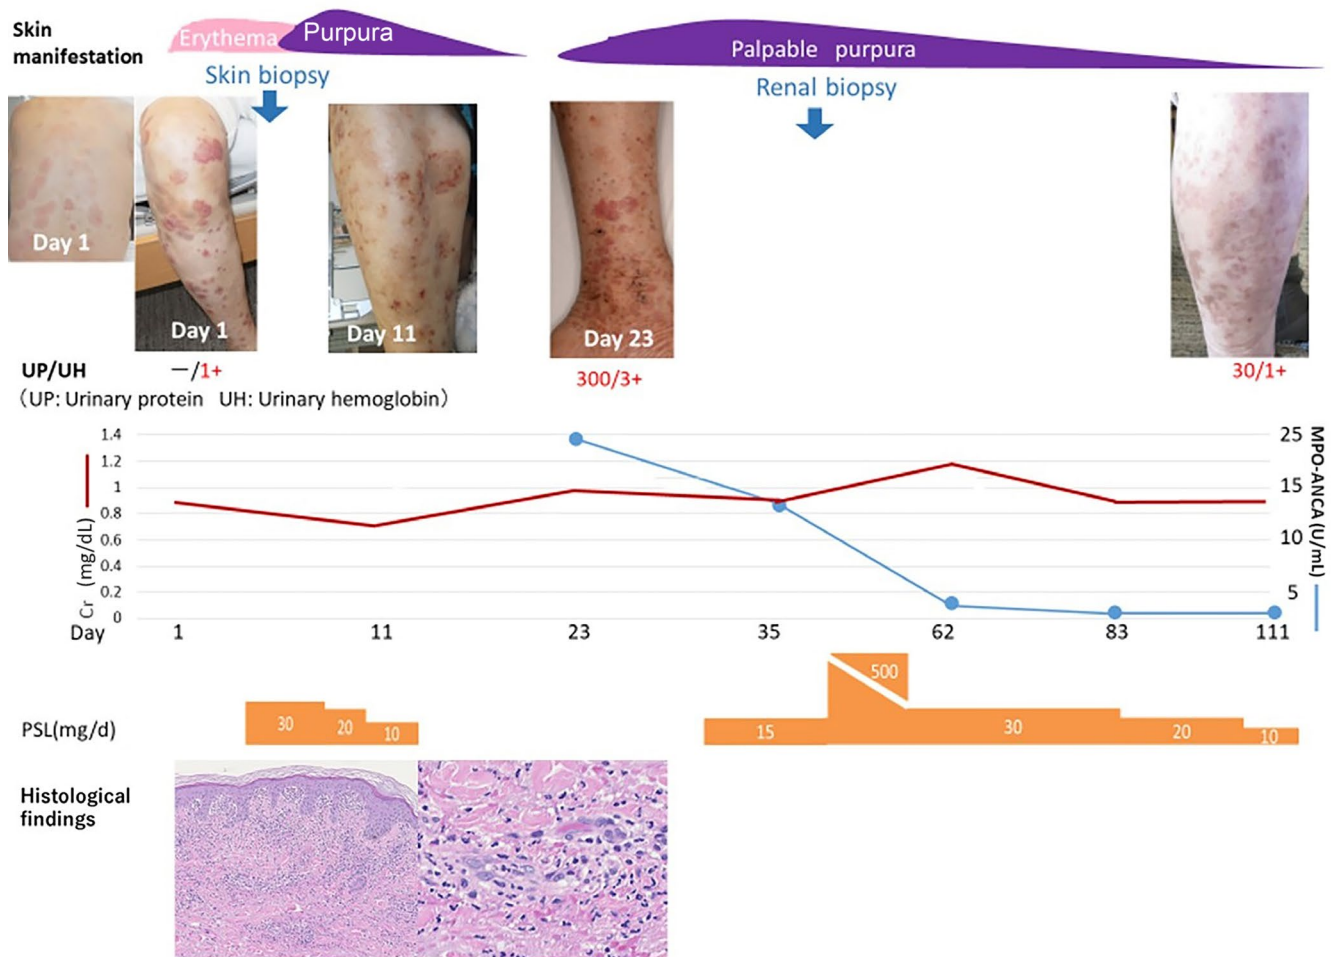 Skin
manifestation
Erythema
Purpura
Palpable purpura
Skin biopsy
Renal biopsy
Day 1
Day 1
Day 11
Day 23
UP/UH
−/1+
300/3+
30/1+
(UP: Urinary protein UH: Urinary hemoglobin)
Cr (mg/dL)
1.4
1.2
1
0.8
0.6
0.4
0.2
0
25
15
10
5
MPO-ANCA (U/mL)
Day 1 11 23 35 62 83 111
PSL(mg/d)
30 20 10 15 500 30 20 10
Histological
findings